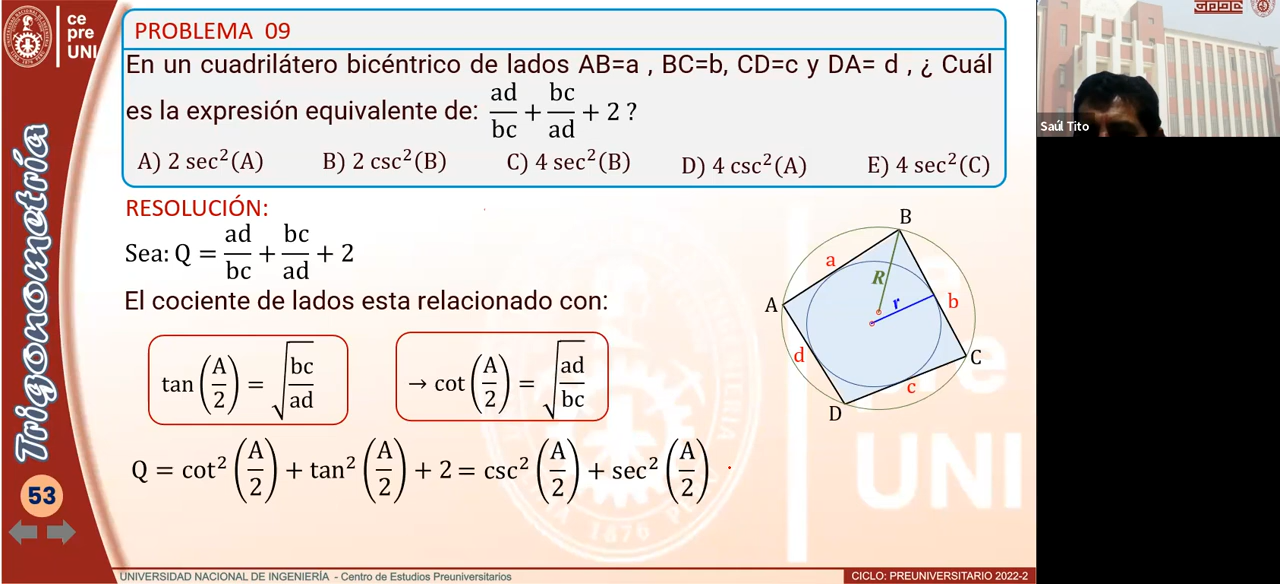 ce
pre
UNI
PROBLEMA 09
En un cuadrilátero bicéntrico de lados AB=a , BC=b, CD=c y DA= d , ¿ Cuál
es la expresión equivalente de: ad/bc + bc/ad + 2 ?
A) 2 sec²(A) B) 2 csc²(B) C) 4 sec²(B) D) 4 csc²(A) E) 4 sec²(C)
RESOLUCIÓN:
Sea: Q = ad/bc + bc/ad + 2
El cociente de lados esta relacionado con:
tan(A/2) = √(bc/ad)
→ cot(A/2) = √(ad/bc)
Q = cot²(A/2) + tan²(A/2) + 2 = csc²(A/2) + sec²(A/2)
B
a
R
A
r
b
d
C
c
D
Trigonometría
53
1876
UNI
UNIVERSIDAD NACIONAL DE INGENIERÍA - Centro de Estudios Preuniversitarios
CICLO: PREUNIVERSITARIO 2022-2
Saúl Tito